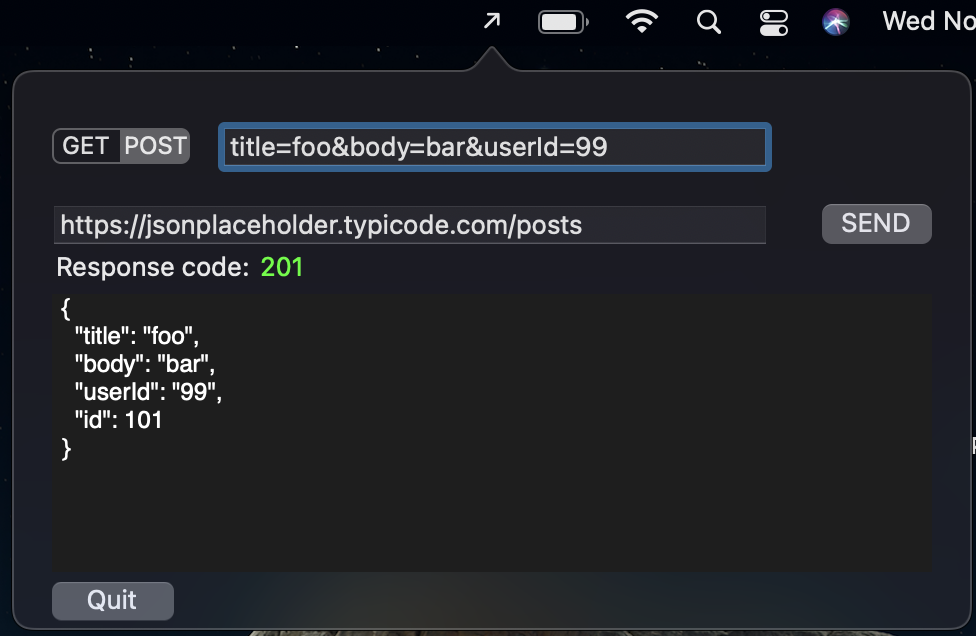 Wed No
GET POST title=foo&body=bar&userId=99
https://jsonplaceholder.typicode.com/posts SEND
Response code: 201
{
"title": "foo",
"body": "bar",
"userId": "99",
"id": 101
}
Quit